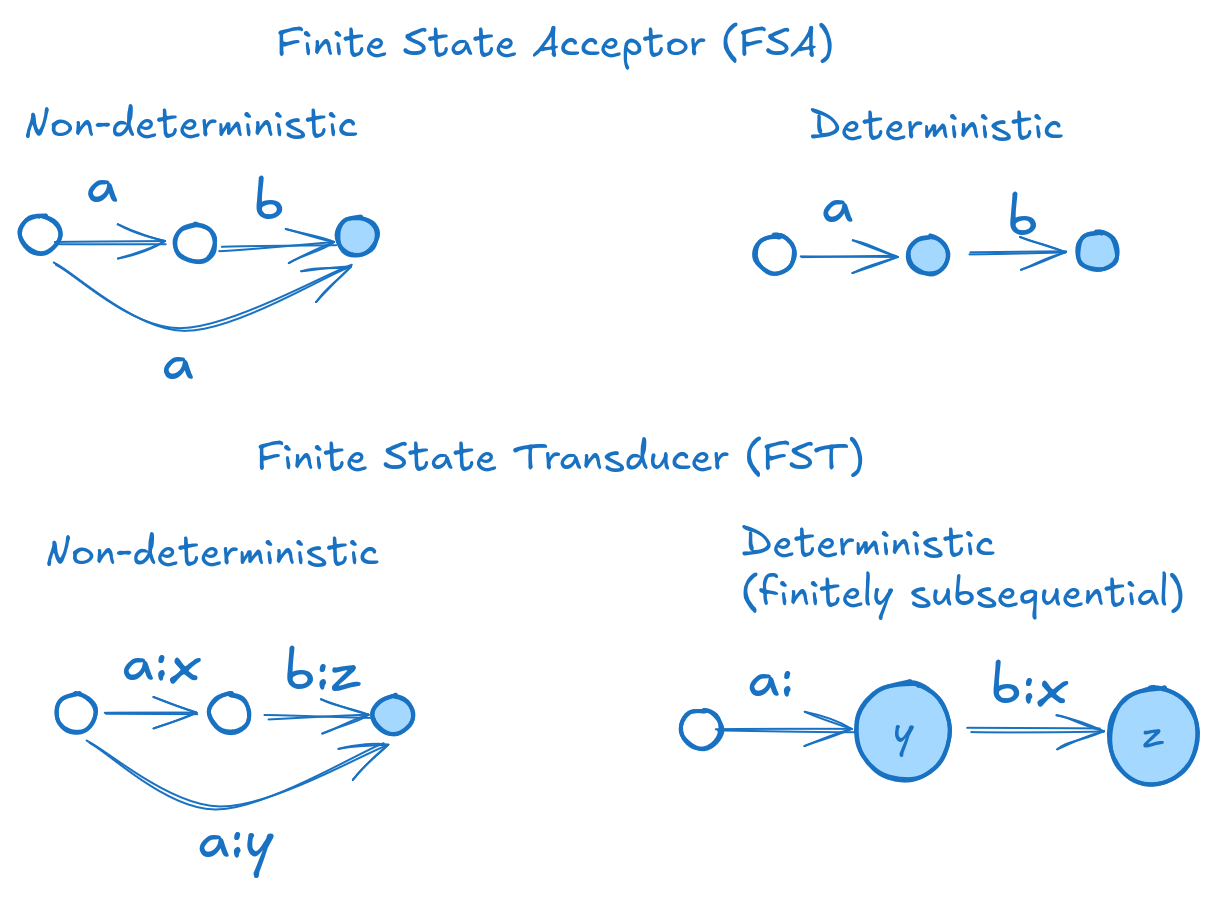 Finite State Acceptor (FSA)
Non-deterministic
a
b
a
Deterministic
a
b
Finite State Transducer (FST)
Non-deterministic
a:x
b:z
a:y
Deterministic
(finitely subsequential)
a:
y
b:x
z